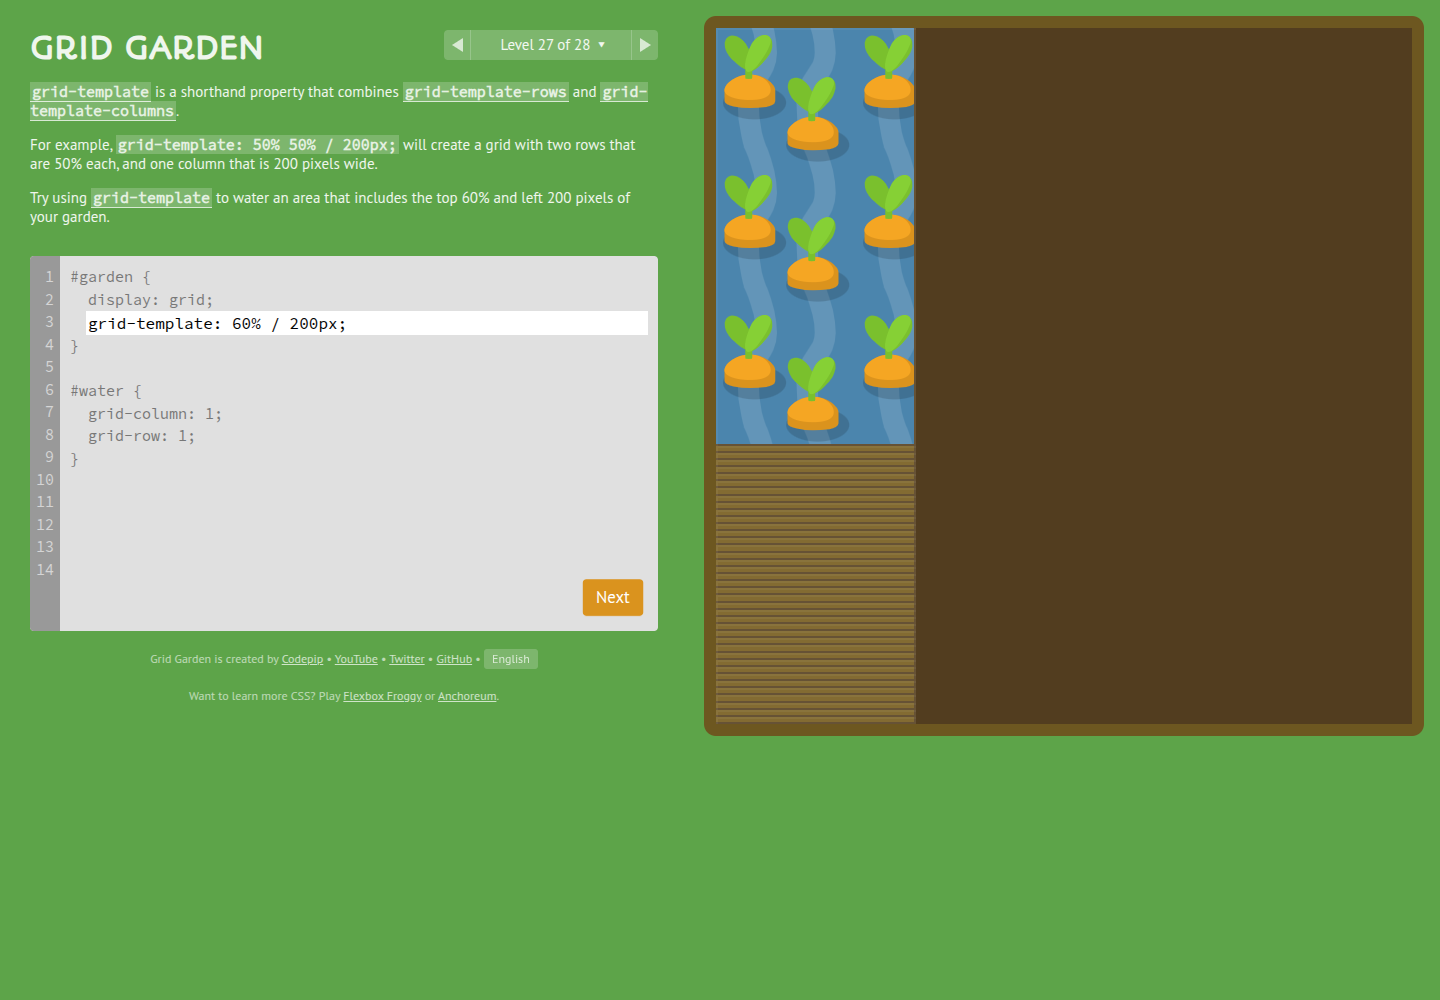 GRID GARDEN
Level 27 of 28 ▼
grid-template is a shorthand property that combines grid-template-rows and grid-
template-columns.
For example, grid-template: 50% 50% / 200px; will create a grid with two rows that
are 50% each, and one column that is 200 pixels wide.
Try using grid-template to water an area that includes the top 60% and left 200 pixels of
your garden.
1 #garden {
2 display: grid;
3 grid-template: 60% / 200px;
4 }
5
6 #water {
7 grid-column: 1;
8 grid-row: 1;
9 }
10
11
12
13
14
Next
Grid Garden is created by Codepip • YouTube • Twitter • GitHub • English
Want to learn more CSS? Play Flexbox Froggy or Anchoreum.